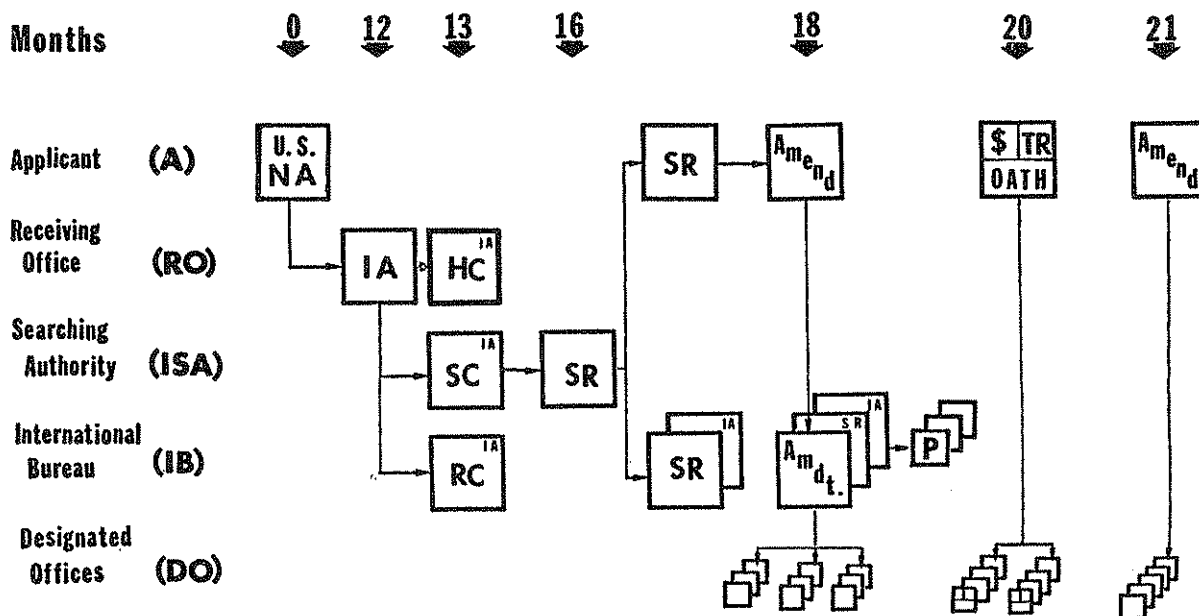 Months 0 12 13 16 18 20 21
Applicant (A)
U.S.
NA
SR
Amend
$ TR
OATH
Amend
Receiving
Office (RO)
IA
IA
HC
Searching
Authority (ISA)
IA
SC
SR
International
Bureau (IB)
IA
RC
IA
SR
IA
SR
Amdt.
P
Designated
Offices (DO)